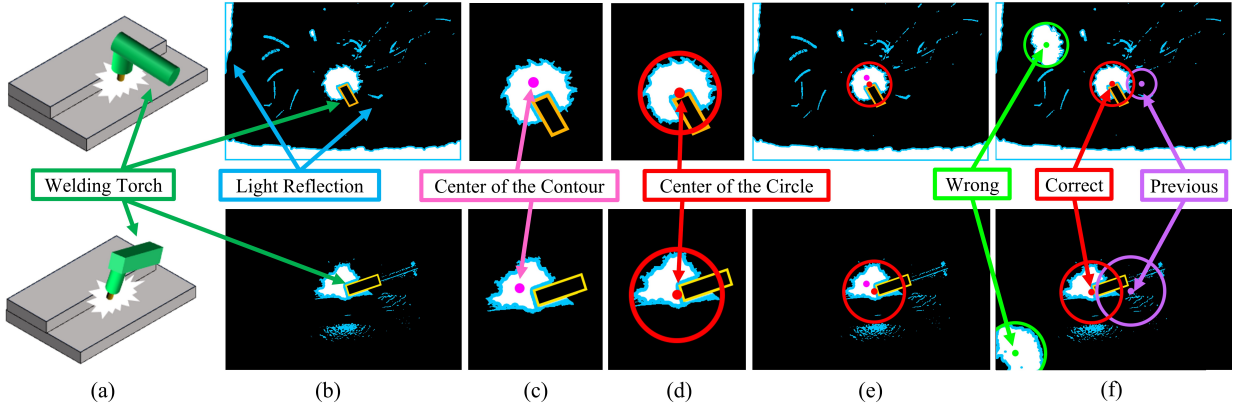 Welding Torch
Light Reflection
Center of the Contour
Center of the Circle
Wrong
Correct
Previous
(a)
(b)
(c)
(d)
(e)
(f)